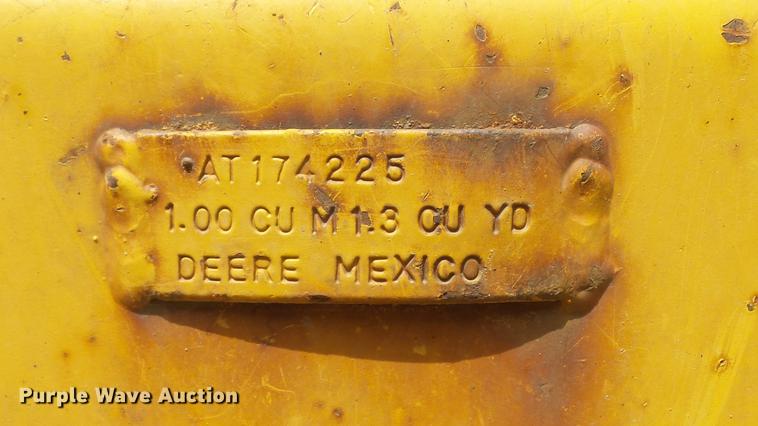 AT174225
1.00 CU M 1.3 CU YD
DEERE MEXICO
Purple Wave Auction